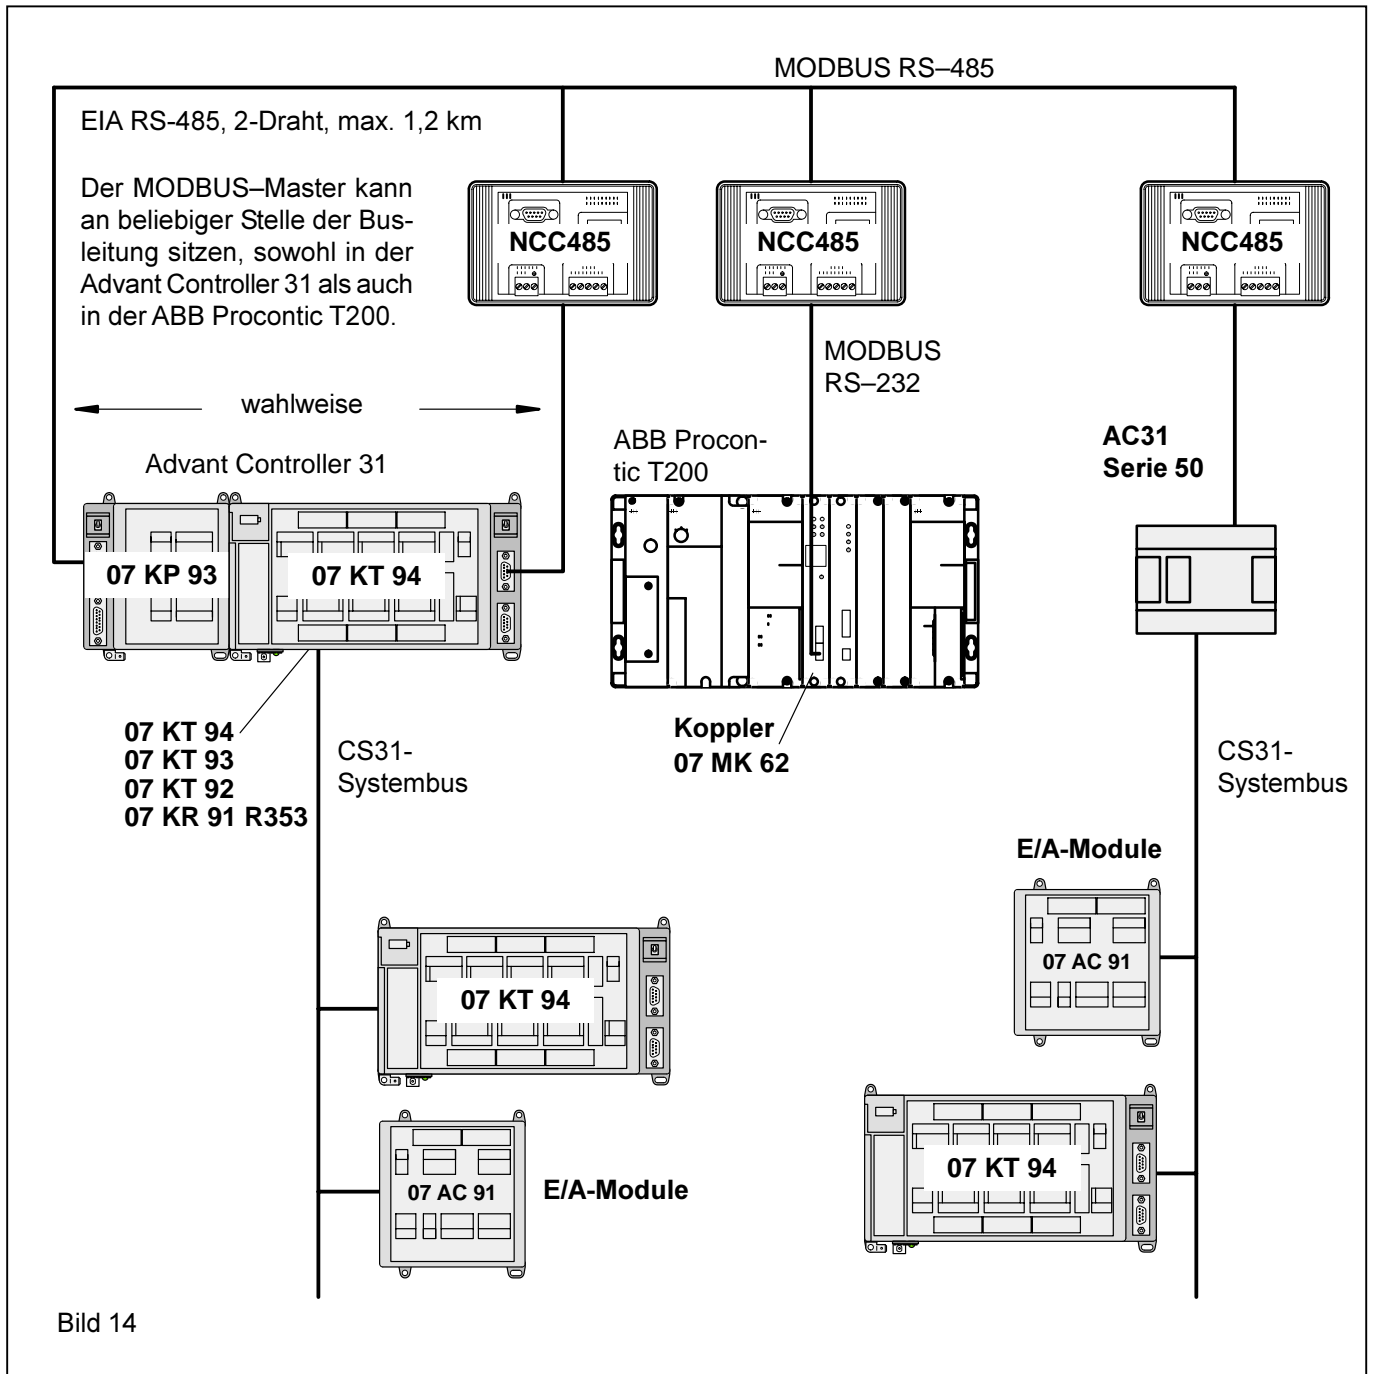 MODBUS RS–485
EIA RS-485, 2-Draht, max. 1,2 km
Der MODBUS–Master kann
an beliebiger Stelle der Bus-
leitung sitzen, sowohl in der
Advant Controller 31 als auch
in der ABB Procontic T200.
NCC485
NCC485
NCC485
MODBUS
RS–232
wahlweise
Advant Controller 31
ABB Procon-
tic T200
AC31
Serie 50
07 KP 93
07 KT 94
07 KT 94
07 KT 93
07 KT 92
07 KR 91 R353
CS31-
Systembus
Koppler
07 MK 62
CS31-
Systembus
E/A-Module
07 AC 91
07 KT 94
07 KT 94
07 AC 91
E/A-Module
Bild 14